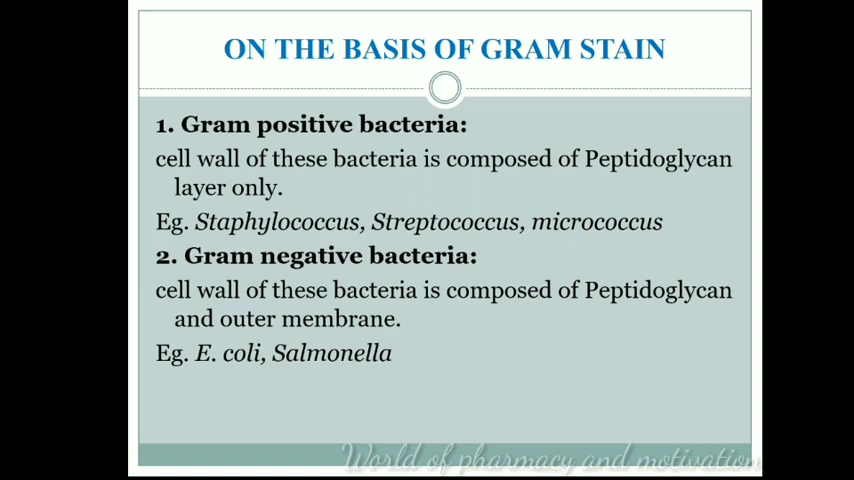 ON THE BASIS OF GRAM STAIN
1. Gram positive bacteria:
cell wall of these bacteria is composed of Peptidoglycan
layer only.
Eg. Staphylococcus, Streptococcus, micrococcus
2. Gram negative bacteria:
cell wall of these bacteria is composed of Peptidoglycan
and outer membrane.
Eg. E. coli, Salmonella
World of pharmacy and motivation